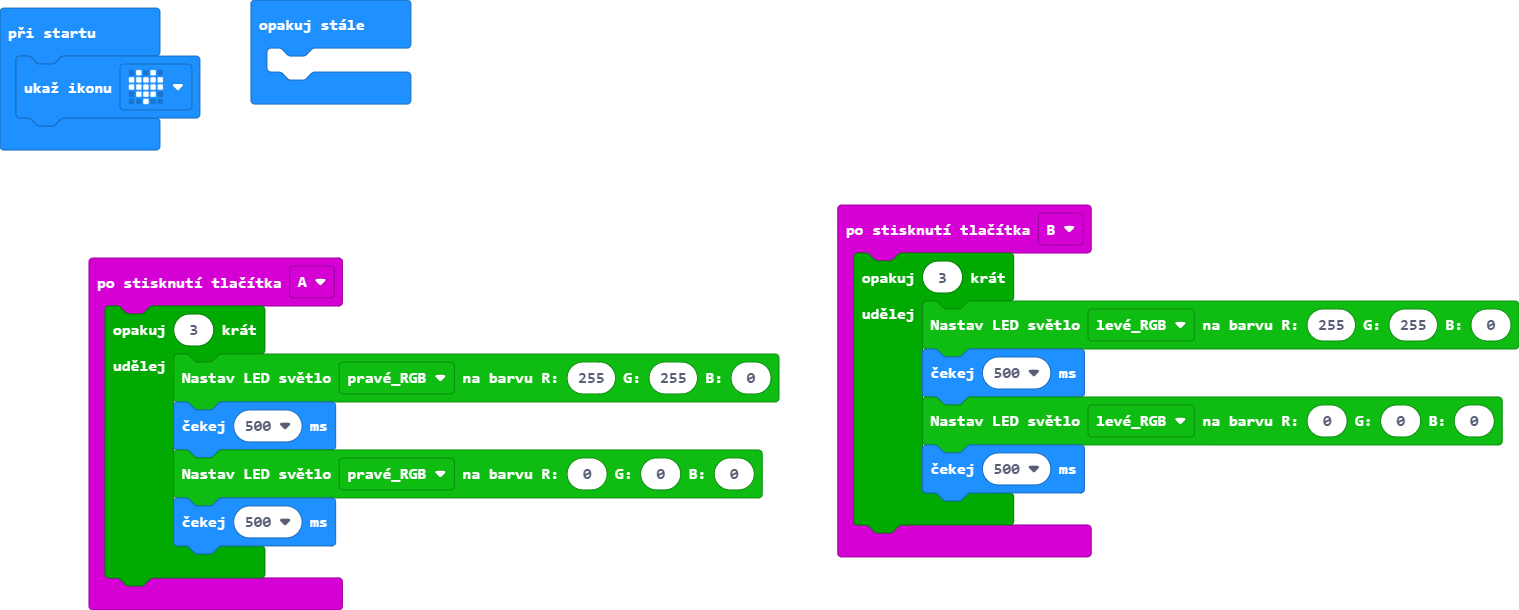 při startu
ukaž ikonu
opakuj stále
po stisknutí tlačítka A
opakuj 3 krát
udělej
Nastav LED světlo pravé_RGB na barvu R: 255 G: 255 B: 0
čekej 500 ms
Nastav LED světlo pravé_RGB na barvu R: 0 G: 0 B: 0
čekej 500 ms
po stisknutí tlačítka B
opakuj 3 krát
udělej
Nastav LED světlo levé_RGB na barvu R: 255 G: 255 B: 0
čekej 500 ms
Nastav LED světlo levé_RGB na barvu R: 0 G: 0 B: 0
čekej 500 ms